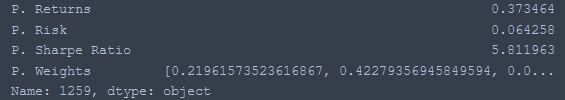 P. Returns 0.373464
P. Risk 0.064258
P. Sharpe Ratio 5.811963
P. Weights [0.21961573523616867, 0.42279356945849594, 0.0...
Name: 1259, dtype: object